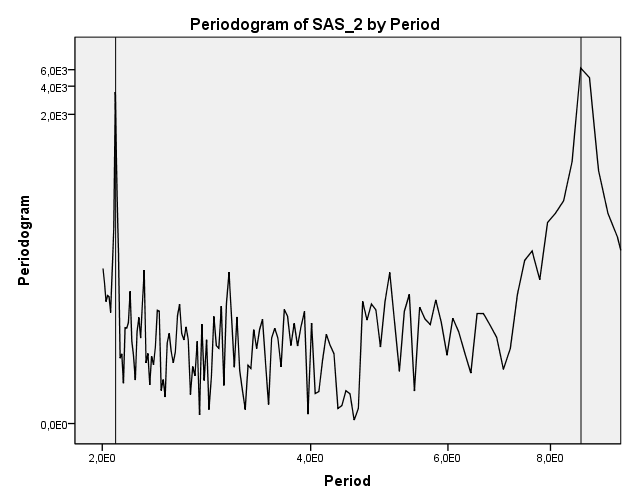 Periodogram of SAS_2 by Period
6,0E3
4,0E3
2,0E3
Periodogram
0,0E0
2,0E0 4,0E0 6,0E0 8,0E0
Period